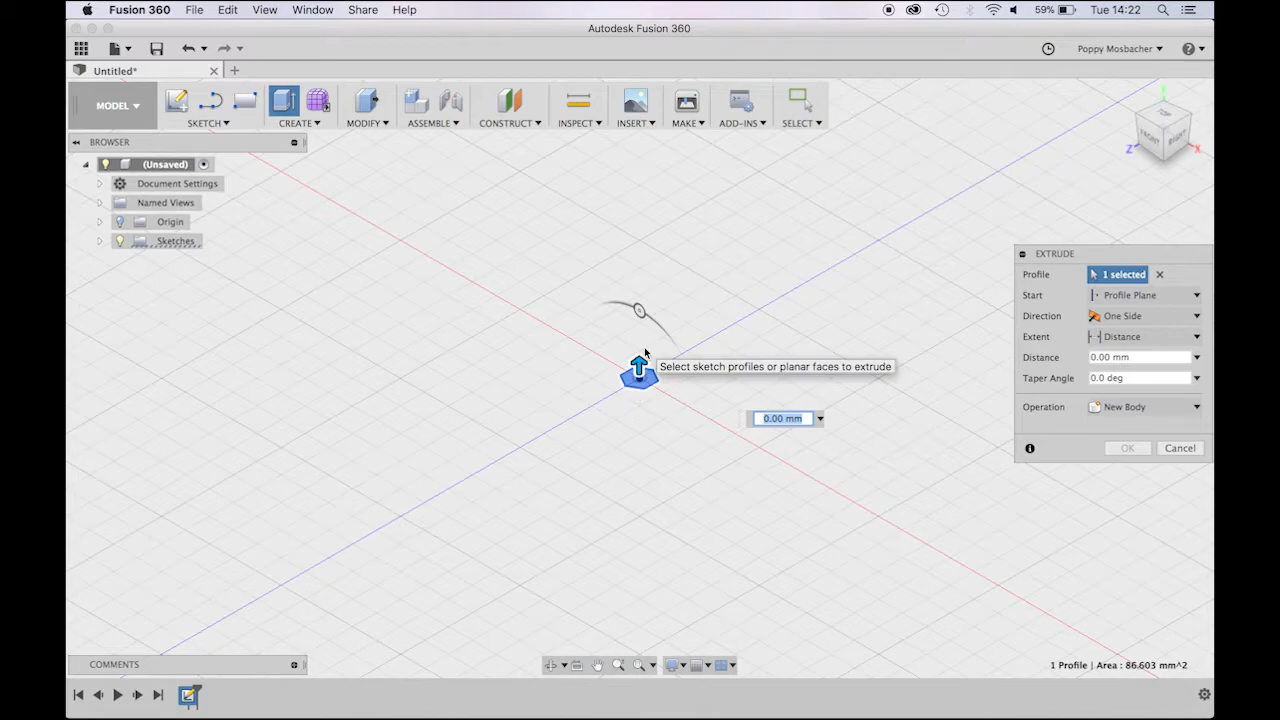 Fusion 360 File Edit View Window Share Help 59% Tue 14:22
Autodesk Fusion 360
Poppy Mosbacher
Untitled*
MODEL SKETCH CREATE MODIFY ASSEMBLE CONSTRUCT INSPECT INSERT MAKE ADD-INS SELECT
BROWSER
(Unsaved)
Document Settings
Named Views
Origin
Sketches
FRONT RIGHT
Z X
EXTRUDE
Profile 1 selected
Start Profile Plane
Direction One Side
Extent Distance
Distance 0.00 mm
Taper Angle 0.0 deg
Operation New Body
OK Cancel
Select sketch profiles or planar faces to extrude
0.00 mm
COMMENTS
1 Profile | Area : 86.603 mm^2